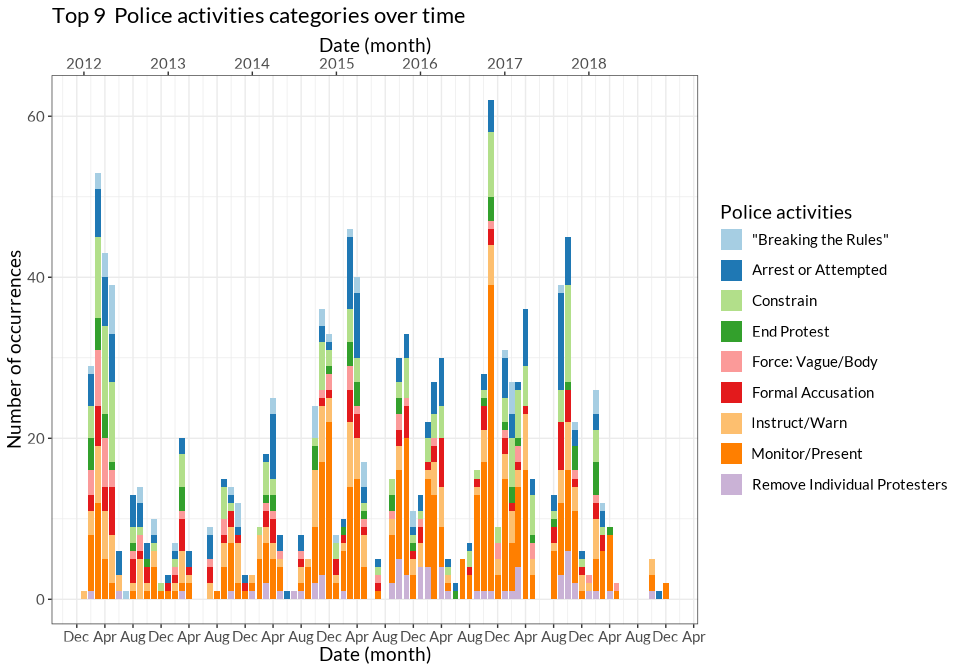 Top 9 Police activities categories over time
Date (month)
2012 2013 2014 2015 2016 2017 2018
60
40
20
0
Number of occurrences
Dec Apr Aug Dec Apr Aug Dec Apr Aug Dec Apr Aug Dec Apr Aug Dec Apr Aug Dec Apr Aug Dec Apr
Date (month)
Police activities
"Breaking the Rules"
Arrest or Attempted
Constrain
End Protest
Force: Vague/Body
Formal Accusation
Instruct/Warn
Monitor/Present
Remove Individual Protesters